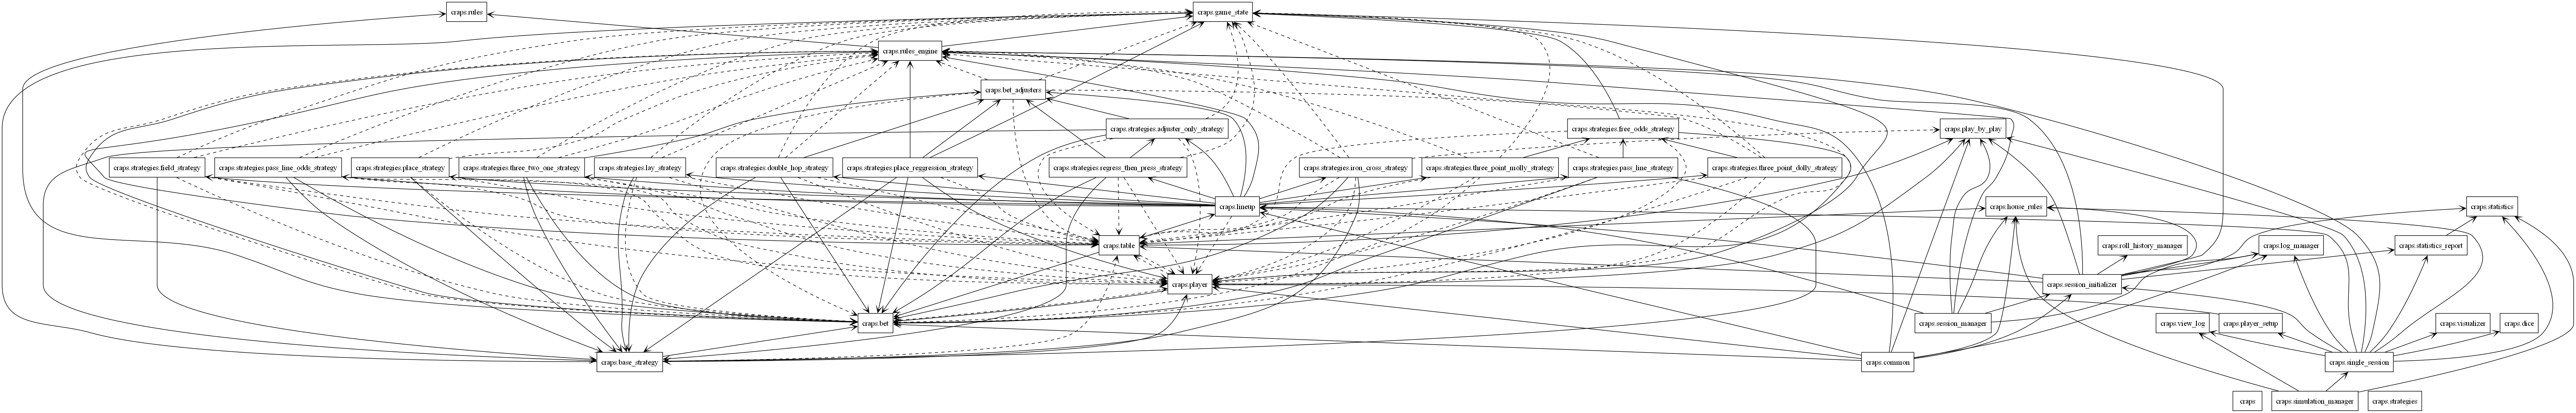 craps.rules
craps.game_state
craps.rules_engine
craps.bet_adjusters
craps.strategies.adjuster_only_strategy
craps.strategies.free_odds_strategy
craps.play_by_play
craps.strategies.field_strategy
craps.strategies.pass_line_odds_strategy
craps.strategies.place_strategy
craps.strategies.three_two_one_strategy
craps.strategies.lay_strategy
craps.strategies.double_hop_strategy
craps.strategies.place_reggression_strategy
craps.strategies.regress_then_press_strategy
craps.strategies.iron_cross_strategy
craps.strategies.three_point_molly_strategy
craps.strategies.pass_line_strategy
craps.strategies.three_point_dolly_strategy
craps.lineup
craps.house_rules
craps.statistics
craps.table
craps.roll_history_manager
craps.log_manager
craps.statistics_report
craps.player
craps.session_initializer
craps.bet
craps.session_manager
craps.view_log
craps.player_setup
craps.visualizer
craps.dice
craps.base_strategy
craps.common
craps.single_session
craps
craps.simulation_manager
craps.strategies